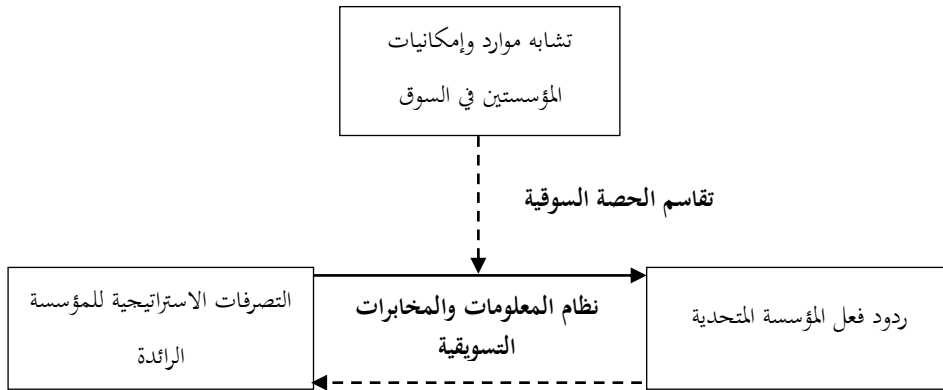 تشابه موارد وإمكانيات
المؤسستين في السوق
تقاسم الحصة السوقية
ردود فعل المؤسسة المتحدية
نظام المعلومات والمخابرات
التسويقية
التصرفات الاستراتيجية للمؤسسة
الرائدة